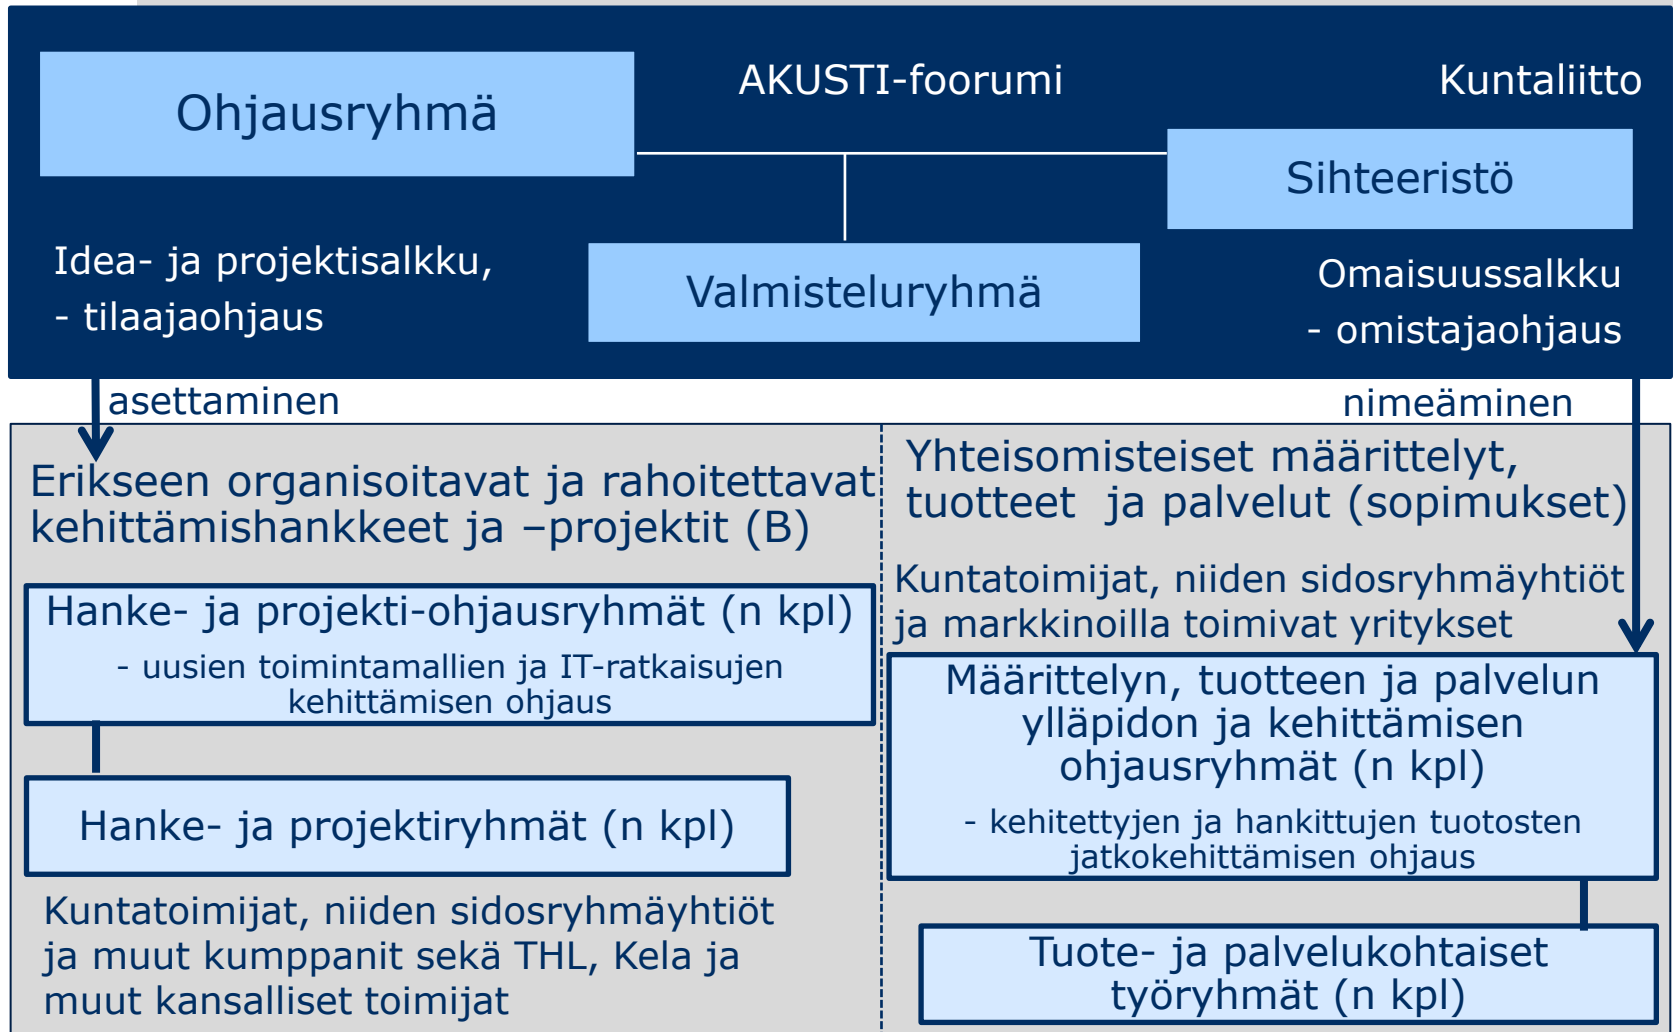 AKUSTI-foorumi
Kuntaliitto
Ohjausryhmä
Sihteeristö
Valmisteluryhmä
Idea- ja projektisalkku,
- tilaajaohjaus
Omaisuussalkku
- omistajaohjaus
asettaminen
nimeäminen
Erikseen organisoitavat ja rahoitettavat
kehittämishankkeet ja –projektit (B)
Hanke- ja projekti-ohjausryhmät (n kpl)
- uusien toimintamallien ja IT-ratkaisujen
kehittämisen ohjaus
Hanke- ja projektiryhmät (n kpl)
Kuntatoimijat, niiden sidosryhmäyhtiöt
ja muut kumppanit sekä THL, Kela ja
muut kansalliset toimijat
Yhteisomisteiset määrittelyt,
tuotteet ja palvelut (sopimukset)
Kuntatoimijat, niiden sidosryhmäyhtiöt
ja markkinoilla toimivat yritykset
Määrittelyn, tuotteen ja palvelun
ylläpidon ja kehittämisen
ohjausryhmät (n kpl)
- kehitettyjen ja hankittujen tuotosten
jatkokehittämisen ohjaus
Tuote- ja palvelukohtaiset
työryhmät (n kpl)